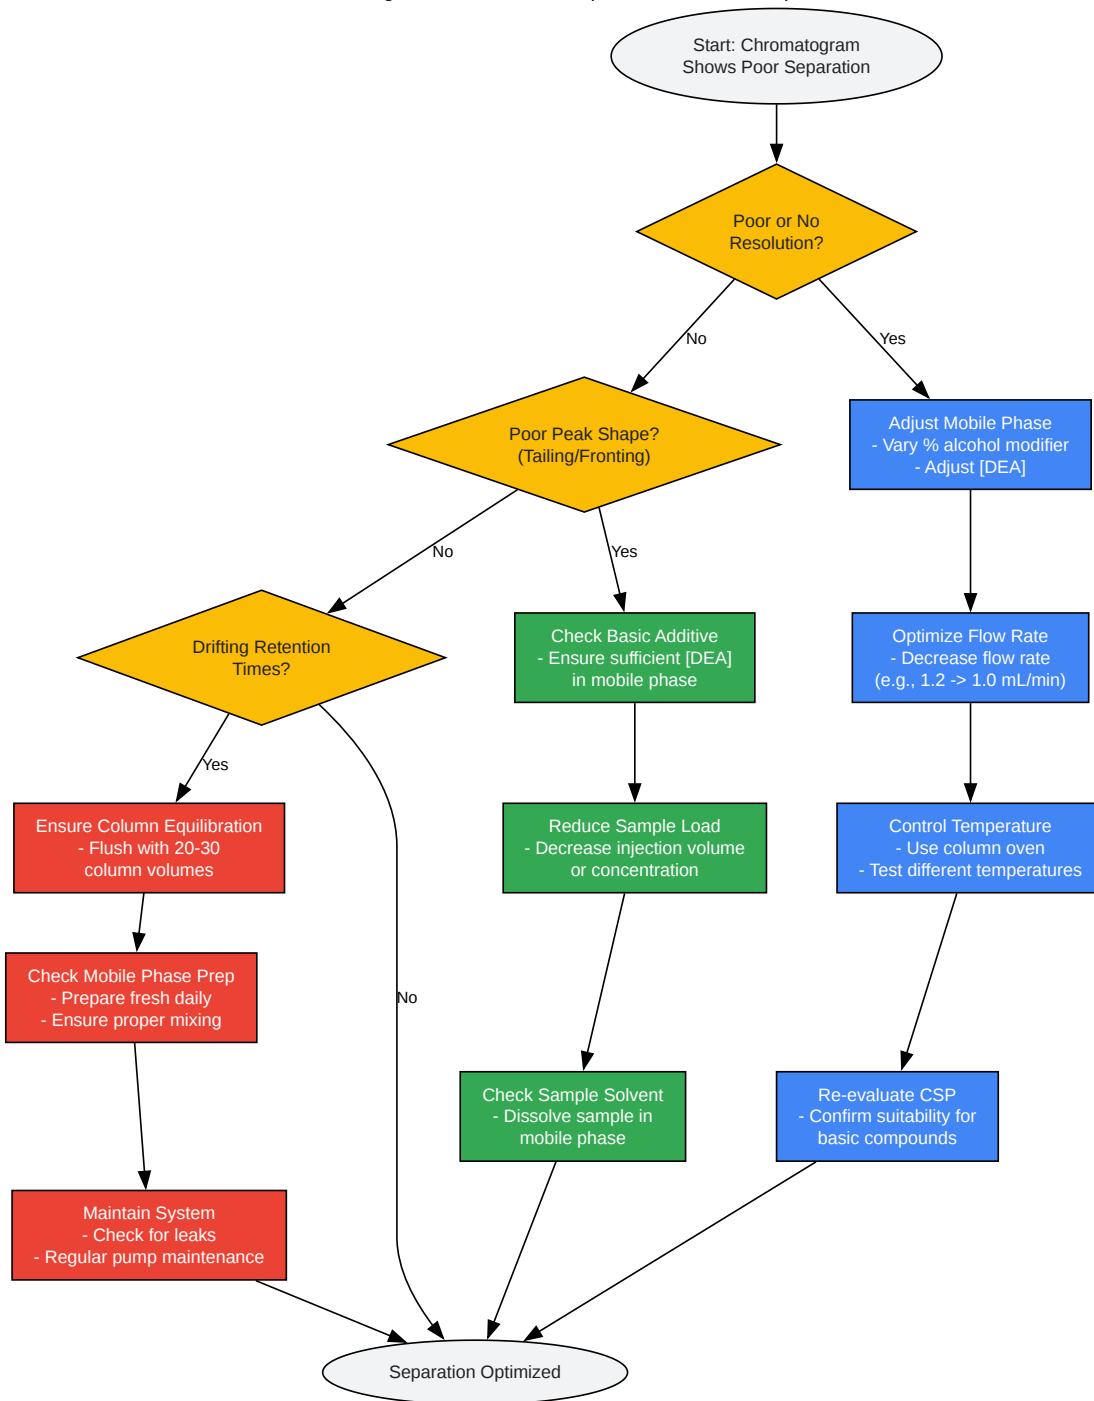 Start: Chromatogram
Shows Poor Separation
Poor or No
Resolution?
No
Yes
Poor Peak Shape?
(Tailing/Fronting)
Adjust Mobile Phase
- Vary % alcohol modifier
- Adjust [DEA]
No
Yes
Drifting Retention
Times?
Check Basic Additive
- Ensure sufficient [DEA]
in mobile phase
Optimize Flow Rate
- Decrease flow rate
(e.g., 1.2 -> 1.0 mL/min)
Yes
Ensure Column Equilibration
- Flush with 20-30
column volumes
Reduce Sample Load
- Decrease injection volume
or concentration
Control Temperature
- Use column oven
- Test different temperatures
Check Mobile Phase Prep
- Prepare fresh daily
- Ensure proper mixing
No
Check Sample Solvent
- Dissolve sample in
mobile phase
Re-evaluate CSP
- Confirm suitability for
basic compounds
Maintain System
- Check for leaks
- Regular pump maintenance
Separation Optimized